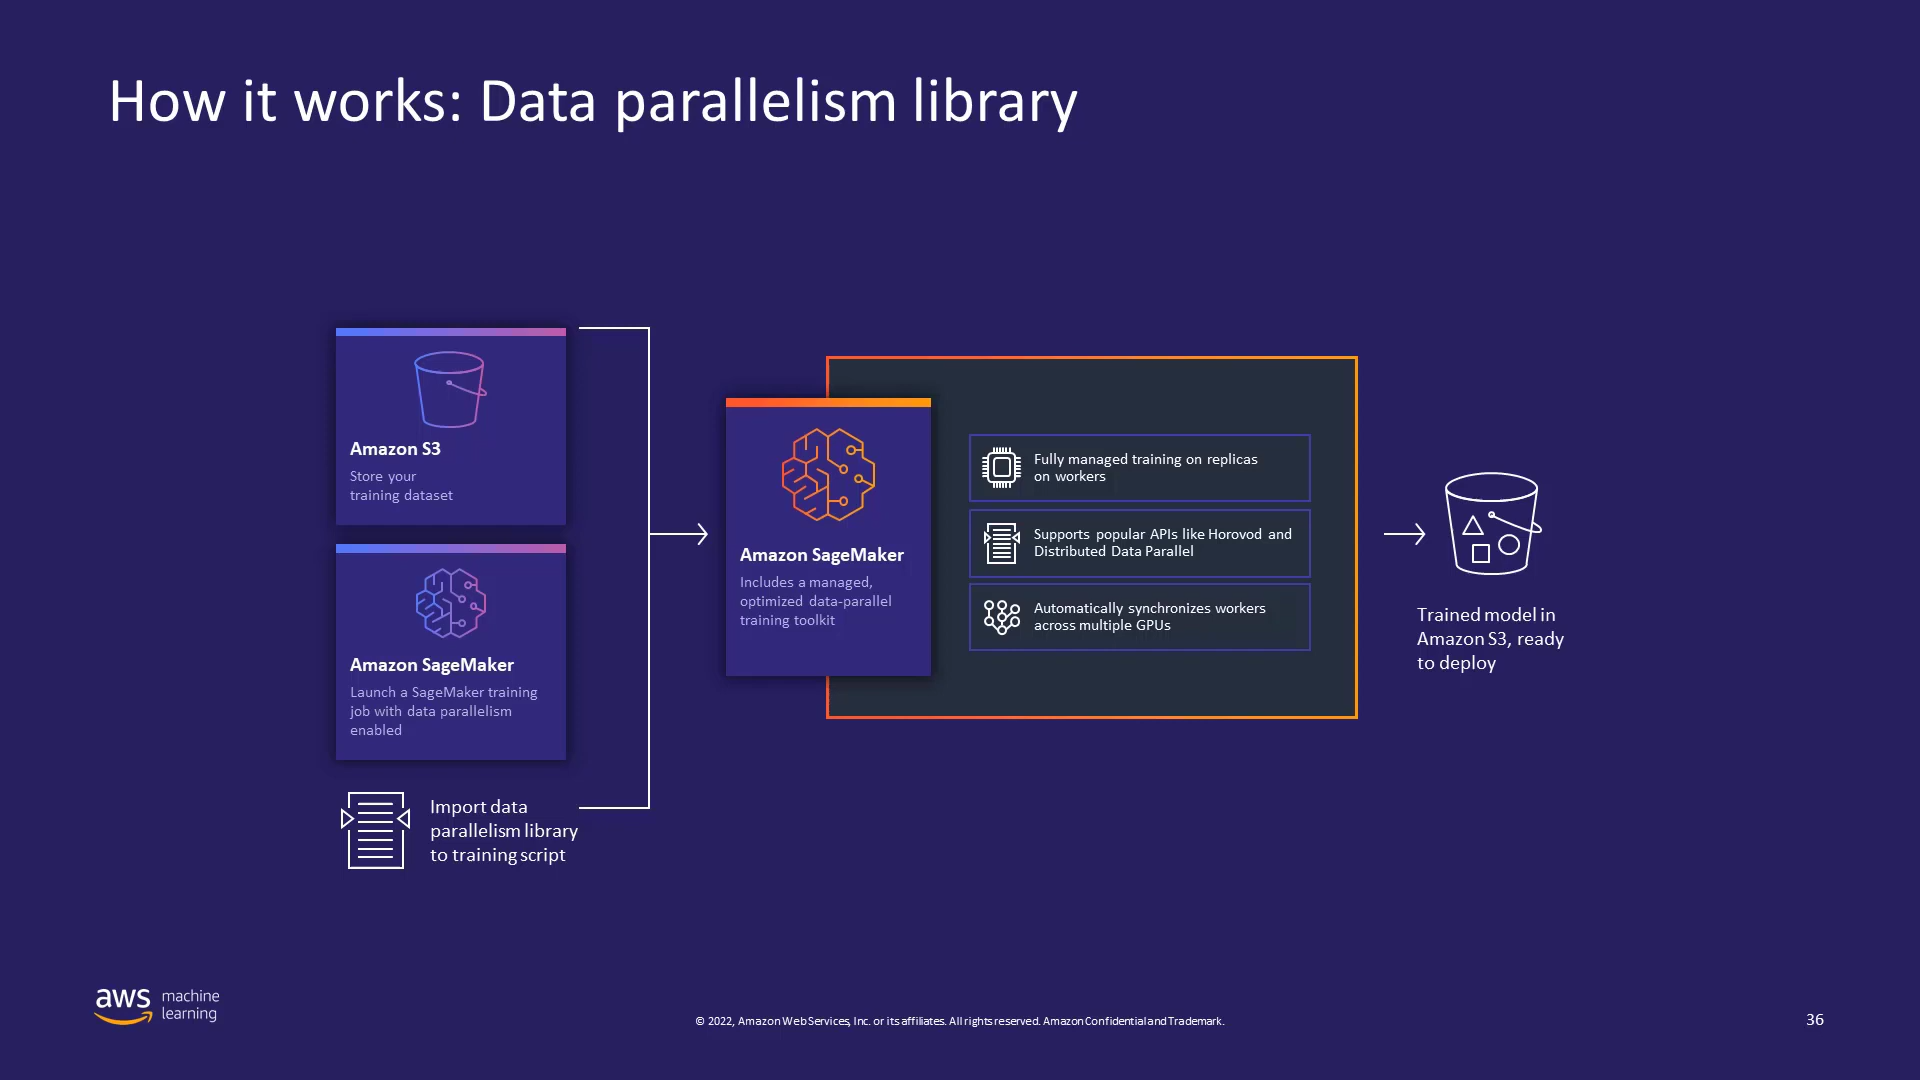 How it works: Data parallelism library
Amazon S3
Store your
training dataset
Amazon SageMaker
Launch a SageMaker training
job with data parallelism
enabled
Import data
parallelism library
to training script
Amazon SageMaker
Includes a managed,
optimized data-parallel
training toolkit
Fully managed training on replicas
on workers
Supports popular APIs like Horovod and
Distributed Data Parallel
Automatically synchronizes workers
across multiple GPUs
Trained model in
Amazon S3, ready
to deploy
aws machine
learning
© 2022, Amazon Web Services, Inc. or its affiliates. All rights reserved. Amazon Confidential and Trademark.
36